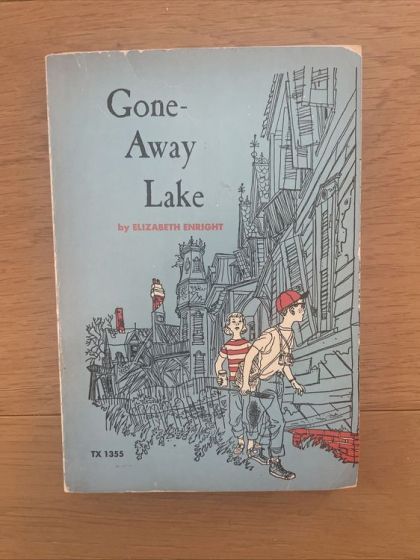 Gone-
Away
Lake
by ELIZABETH ENRIGHT
TX 1355